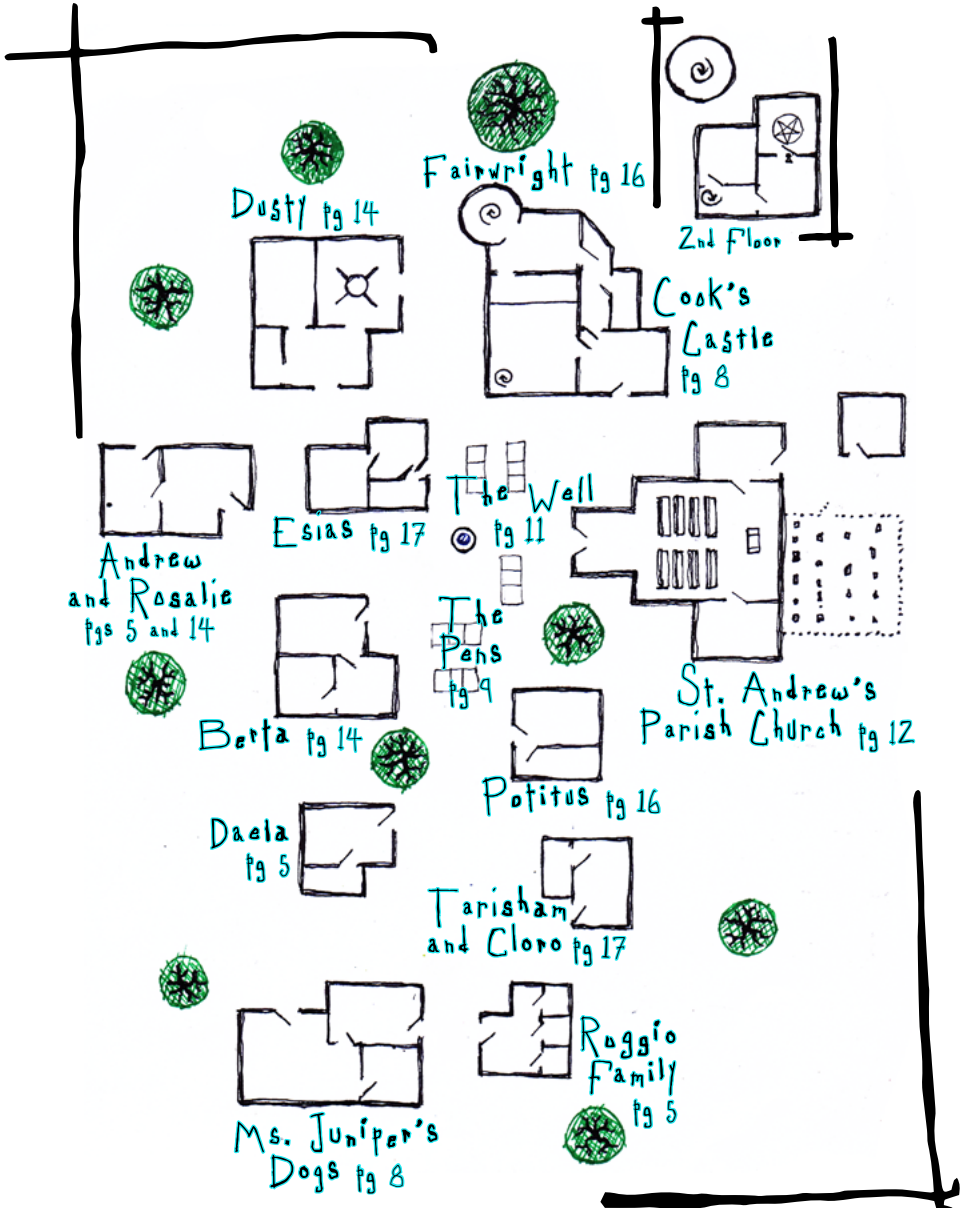 Fairwright pg 16
Dusty pg 14
2nd Floor
Cook's
Castle
pg 8
The Well
pg 11
Esias pg 17
Andrew
and Rosalie
pgs 5 and 14
The
Pens
pg 9
St. Andrew's
Parish Church pg 12
Berta pg 14
Potitus pg 16
Daela
pg 5
Tarisham
and Cloro pg 17
Roggio
Family
pg 5
Ms. Juniper's
Dogs pg 8